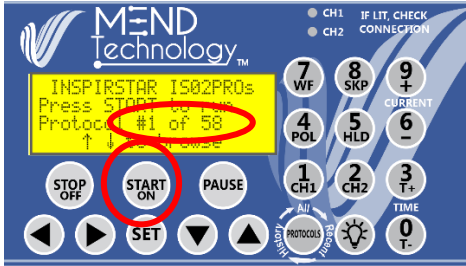 MEND
Technology™
CH1
CH2
IF LIT, CHECK
CONNECTION
INSPIRSTAR IS02PROs
Press START to run
Protocol #1 of 58
↑ ↓ to browse
7
WF
8
SKP
9
+
CURRENT
4
POL
5
HLD
6
-
STOP
OFF
START
ON
PAUSE
1
CH1
2
CH2
3
T+
TIME
SET
All
Recent
History
PROTOCOLS
0
T-